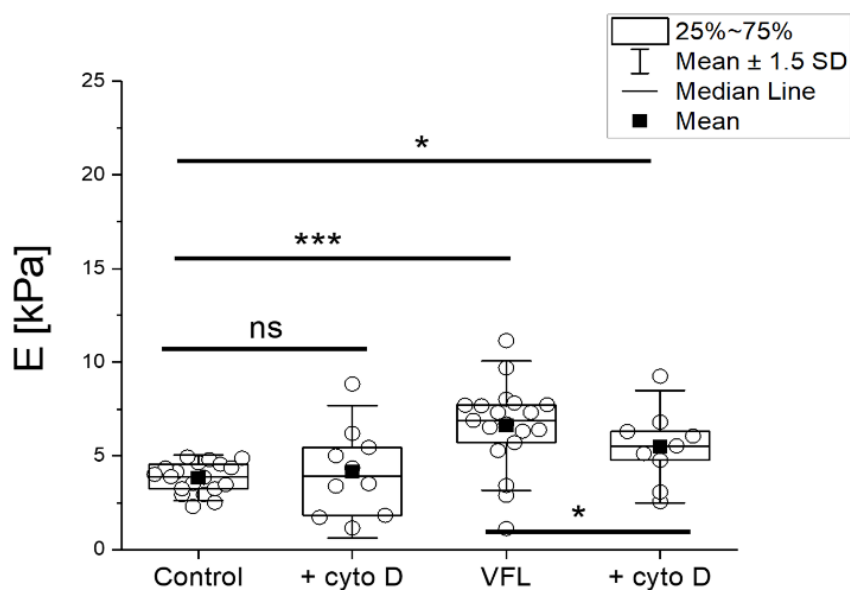 25%~75%
Mean ± 1.5 SD
Median Line
Mean
25
20
15
10
5
0
E [kPa]
*
***
ns
*
Control
+ cyto D
VFL
+ cyto D